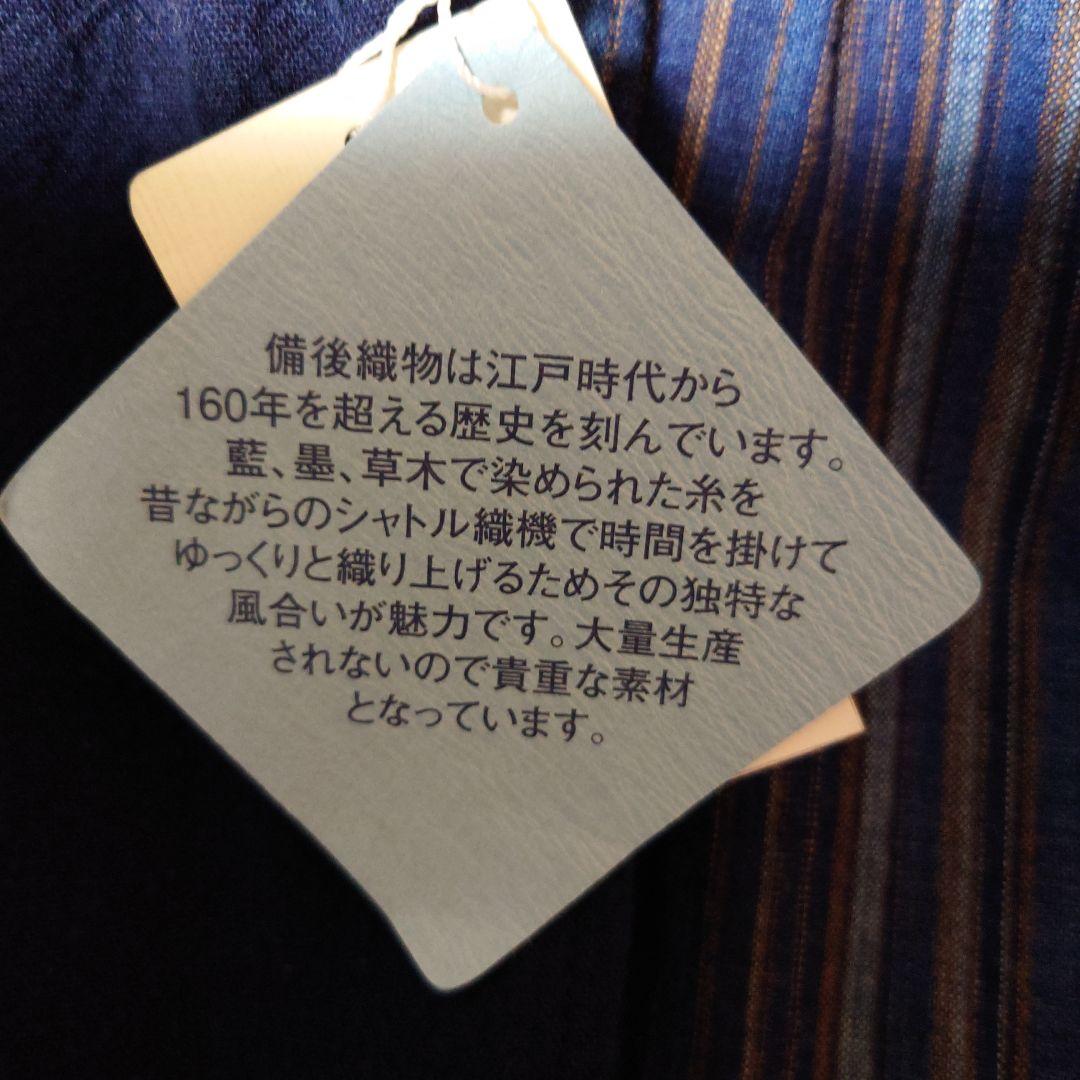 備後織物は江戸時代から
160年を超える歴史を刻んでいます。
藍、墨、草木で染められた糸を
昔ながらのシャトル織機で時間を掛けて
ゆっくりと織り上げるためその独特な
風合いが魅力です。大量生産
されないので貴重な素材
となっています。